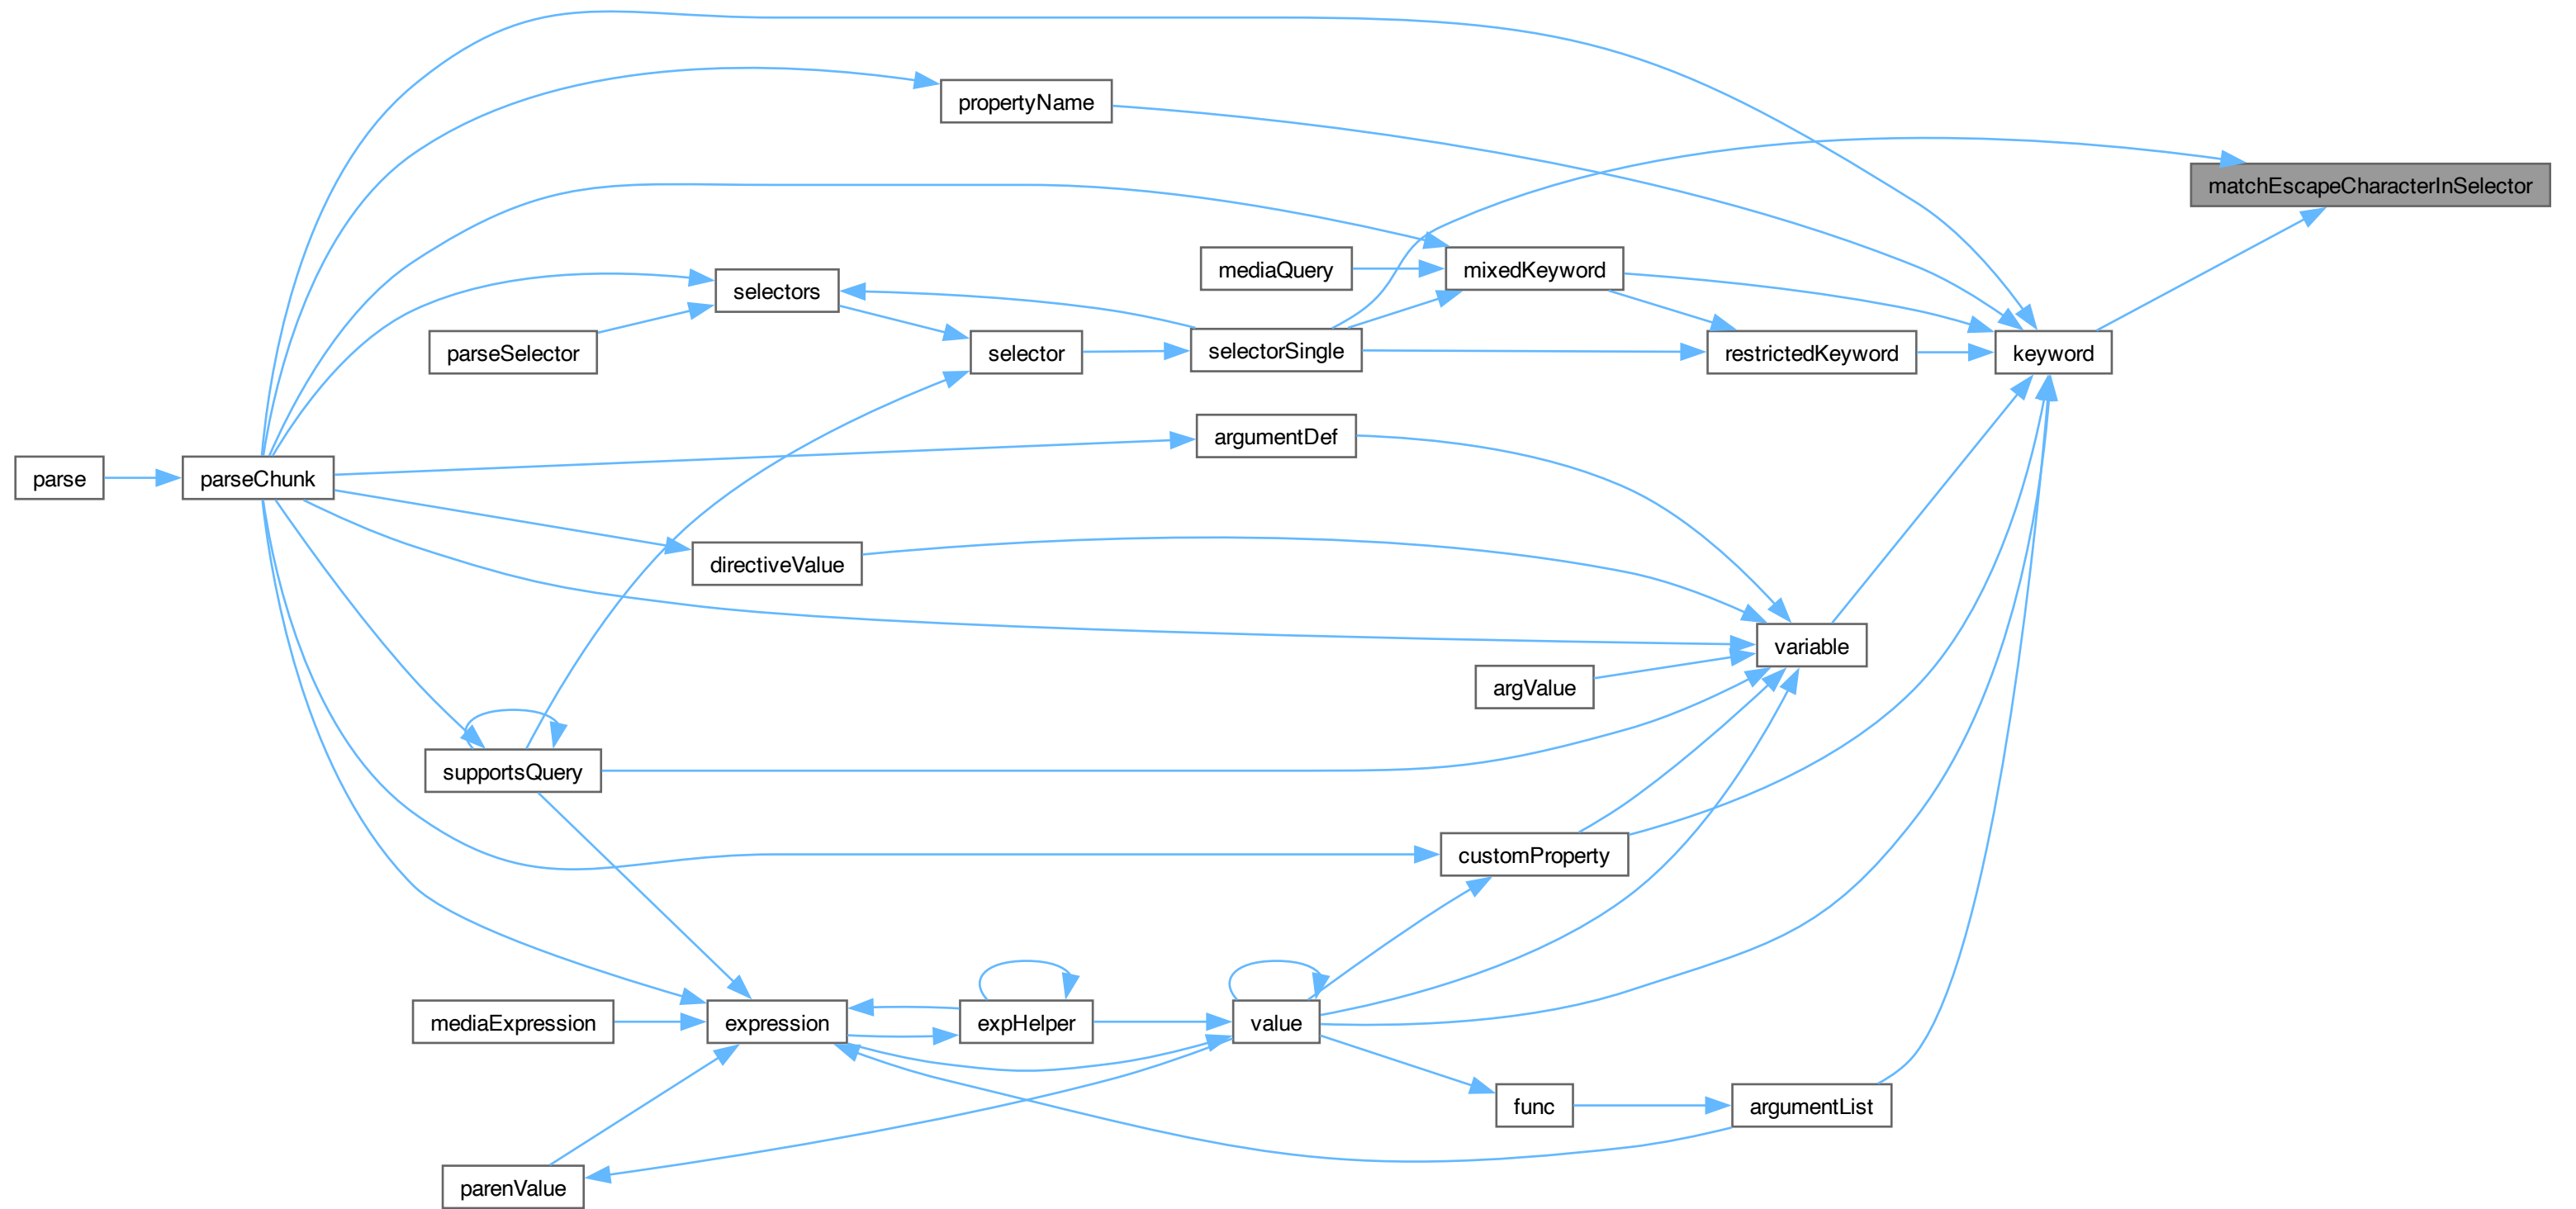 propertyName
matchEscapeCharacterInSelector
mediaQuery
mixedKeyword
selectors
parseSelector
selector
selectorSingle
restrictedKeyword
keyword
argumentDef
parse
parseChunk
directiveValue
variable
argValue
supportsQuery
customProperty
mediaExpression
expression
expHelper
value
func
argumentList
parenValue